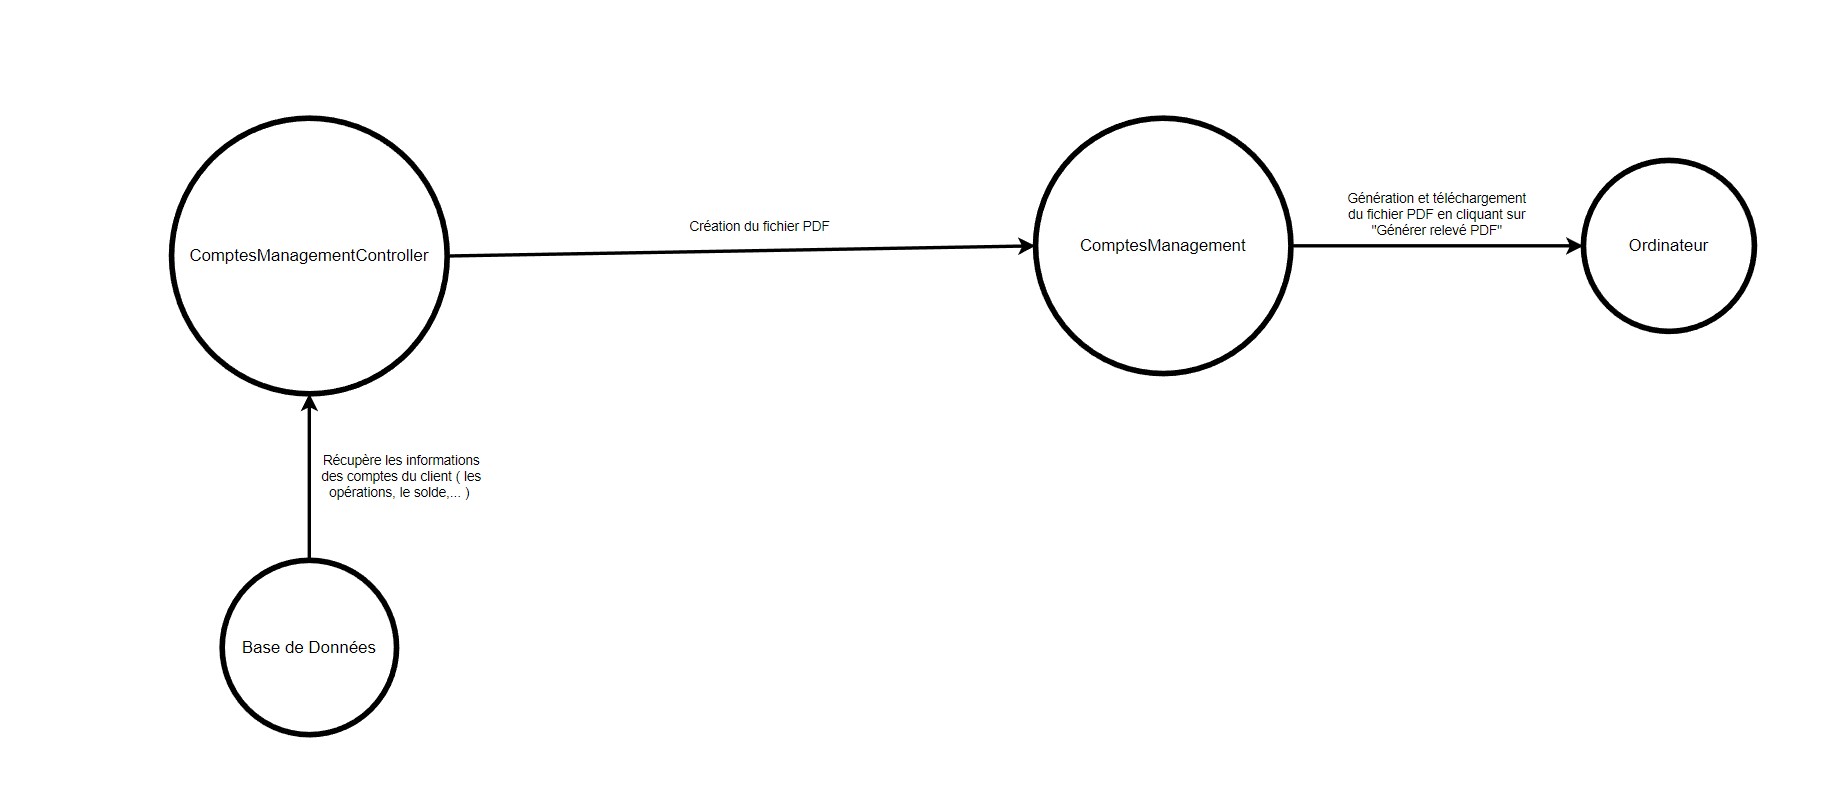 Création du fichier PDF
Génération et téléchargement
du fichier PDF en cliquant sur
"Générer relevé PDF"
ComptesManagementController
ComptesManagement
Ordinateur
Récupère les informations
des comptes du client ( les
opérations, le solde,... )
Base de Données